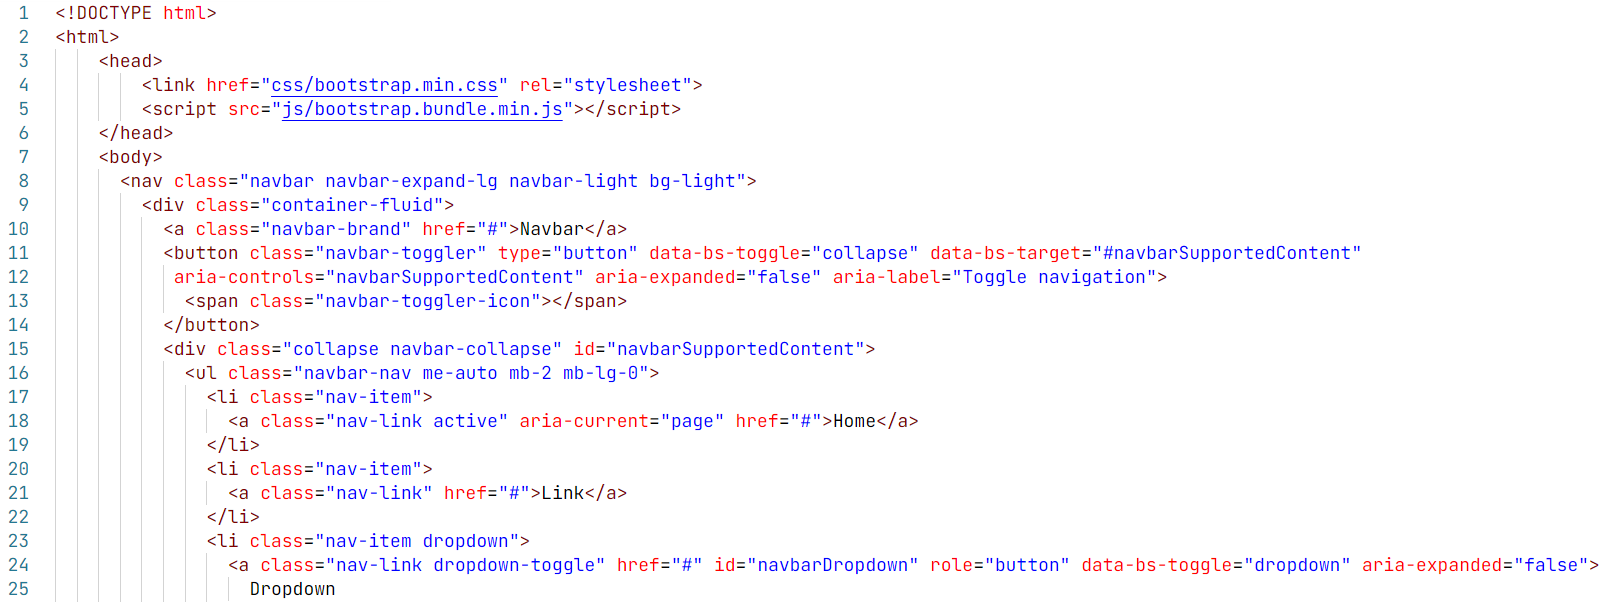 1 <!DOCTYPE html>
2 <html>
3 <head>
4 <link href="css/bootstrap.min.css" rel="stylesheet">
5 <script src="js/bootstrap.bundle.min.js"></script>
6 </head>
7 <body>
8 <nav class="navbar navbar-expand-lg navbar-light bg-light">
9 <div class="container-fluid">
10 <a class="navbar-brand" href="#">Navbar</a>
11 <button class="navbar-toggler" type="button" data-bs-toggle="collapse" data-bs-target="#navbarSupportedContent"
12 aria-controls="navbarSupportedContent" aria-expanded="false" aria-label="Toggle navigation">
13 <span class="navbar-toggler-icon"></span>
14 </button>
15 <div class="collapse navbar-collapse" id="navbarSupportedContent">
16 <ul class="navbar-nav me-auto mb-2 mb-lg-0">
17 <li class="nav-item">
18 <a class="nav-link active" aria-current="page" href="#">Home</a>
19 </li>
20 <li class="nav-item">
21 <a class="nav-link" href="#">Link</a>
22 </li>
23 <li class="nav-item dropdown">
24 <a class="nav-link dropdown-toggle" href="#" id="navbarDropdown" role="button" data-bs-toggle="dropdown" aria-expanded="false">
25 Dropdown